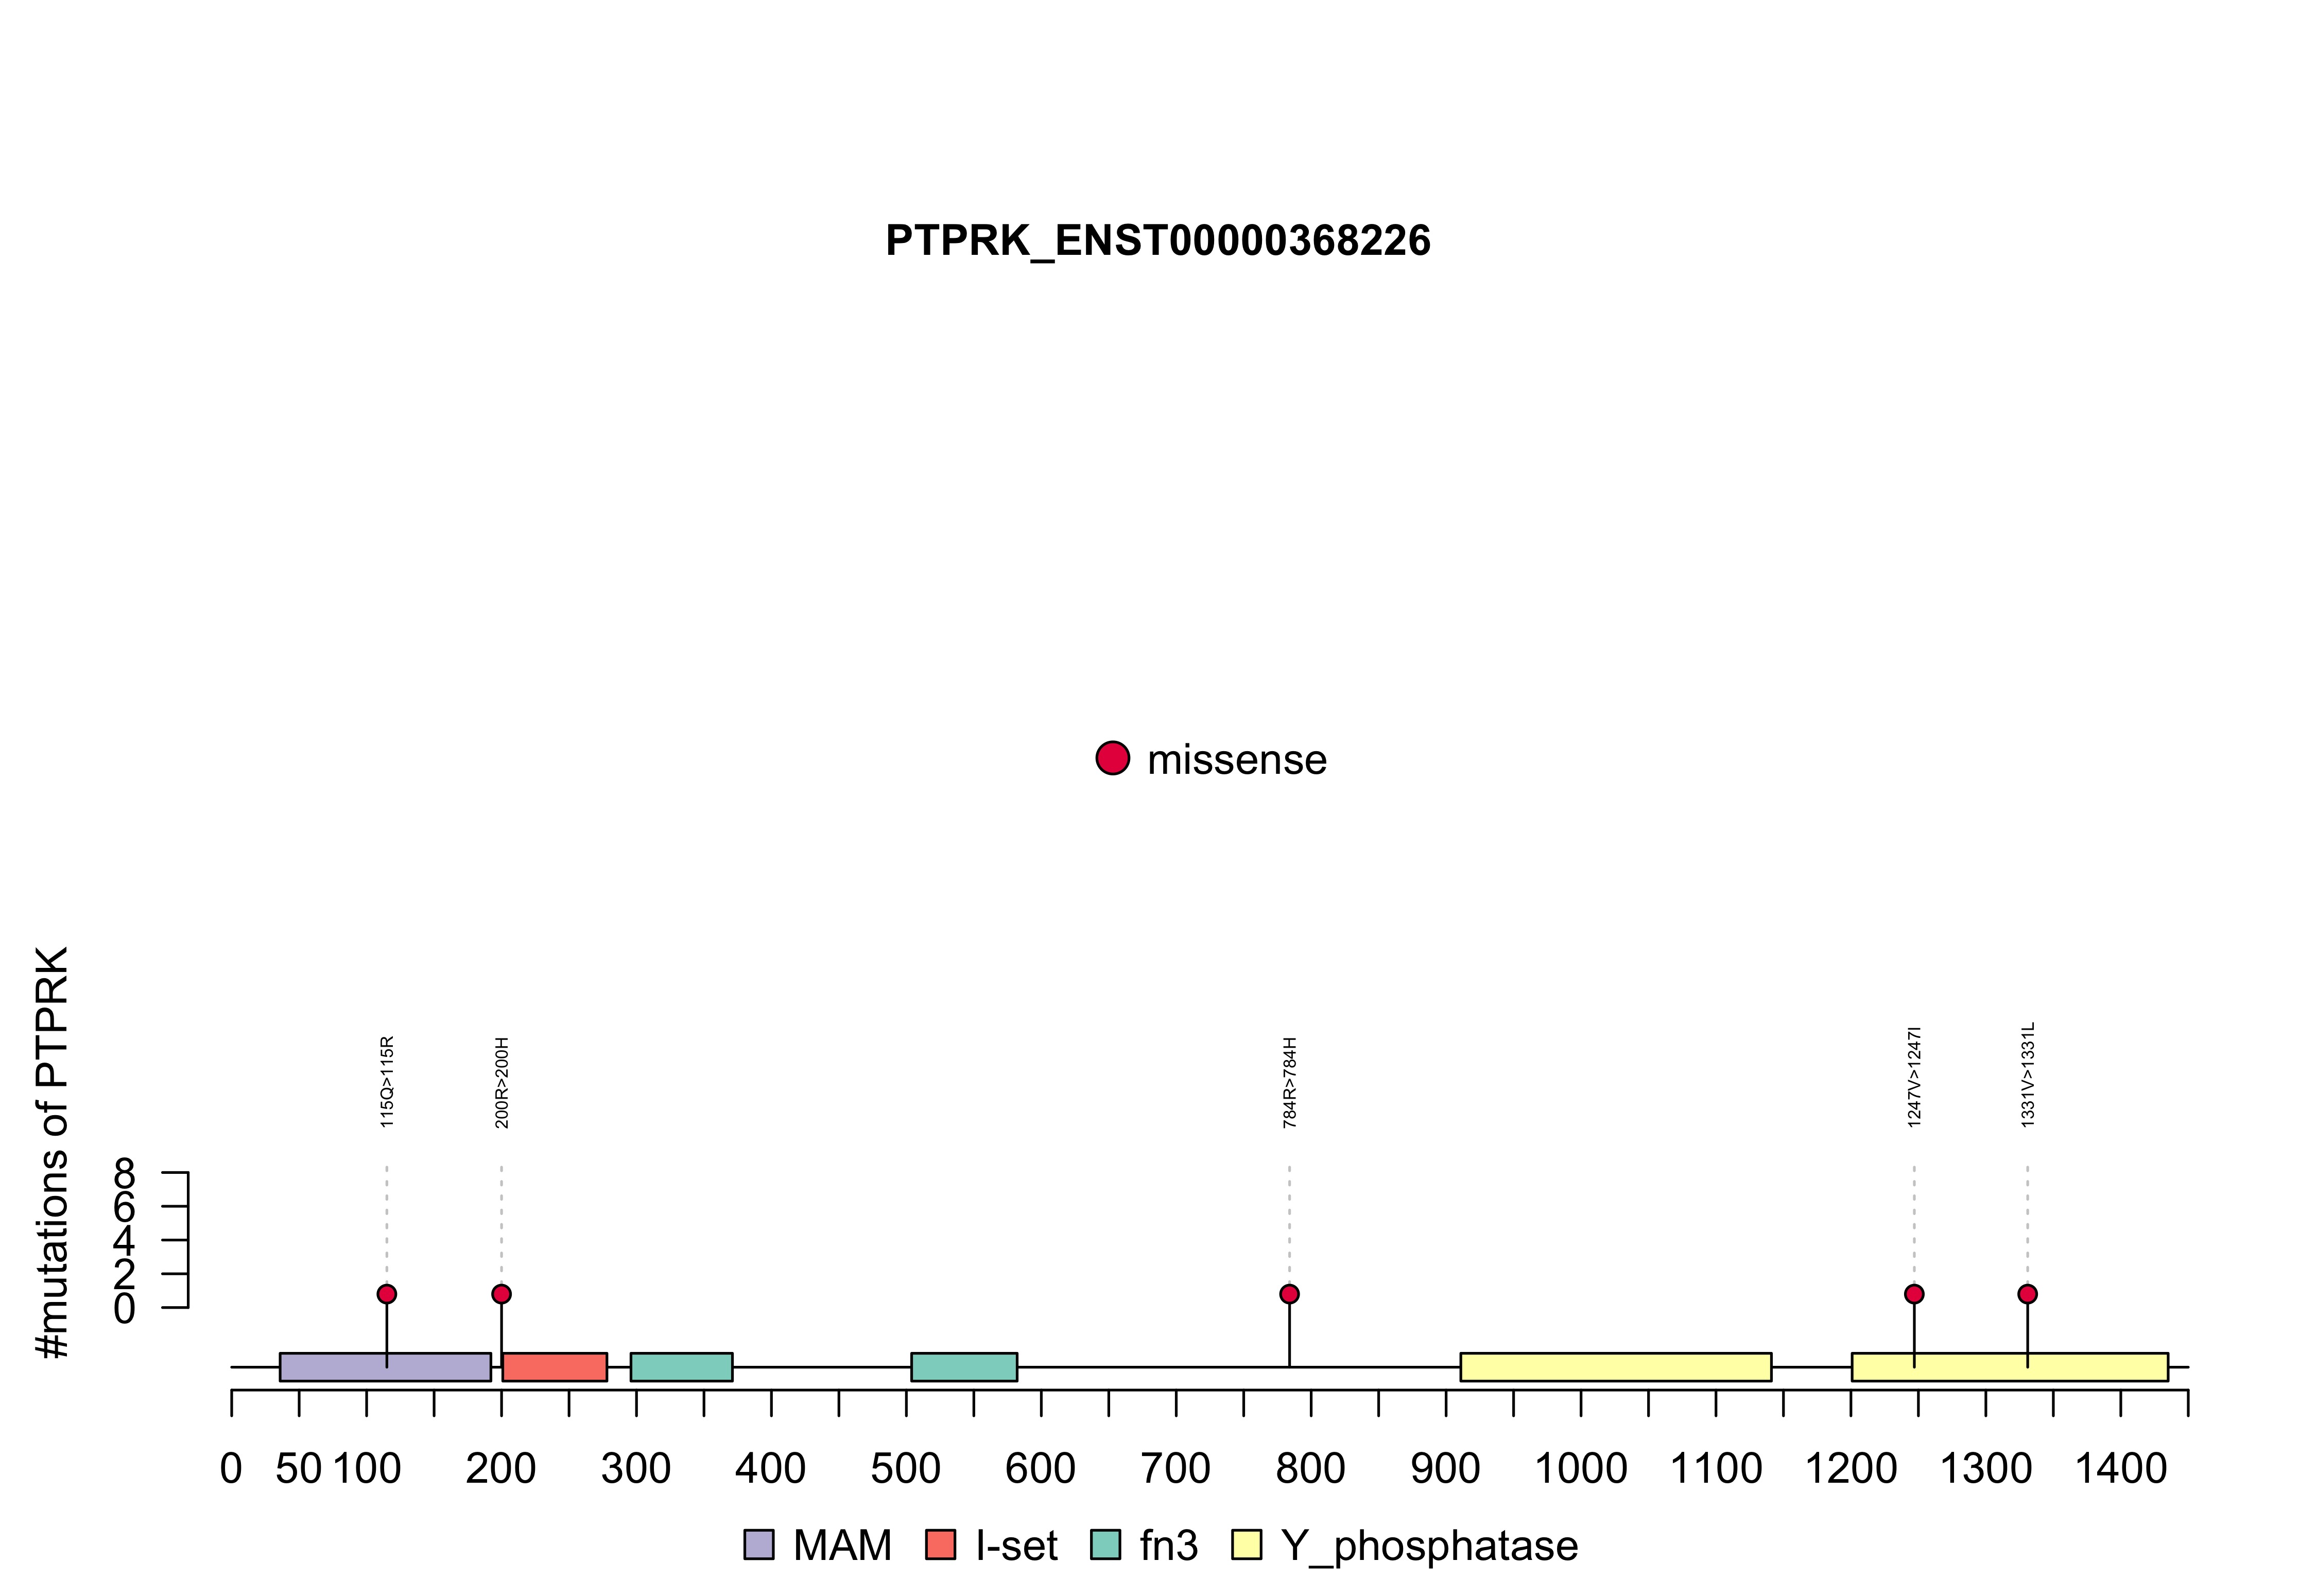 PTPRK_ENST00000368226
missense
#mutations of PTPRK
115Q>115R
200R>200H
784R>784H
1247V>1247I
1331V>1331L
8
6
4
2
0
0 50 100 200 300 400 500 600 700 800 900 1000 1100 1200 1300 1400
MAM I-set fn3 Y_phosphatase